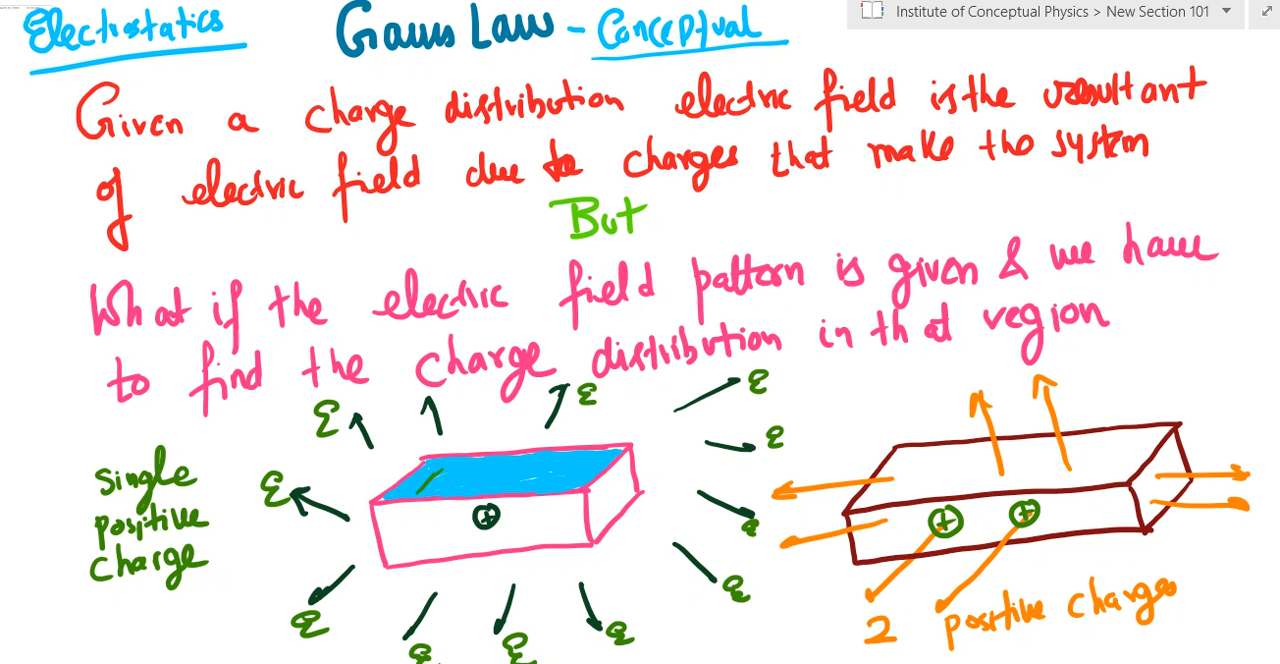 Institute of Conceptual Physics > New Section 101
Electrostatics
Gauss Law - Conceptual
Given a charge distribution electric field is the resultant
of electric field due to charges that make the system
But
What if the electric field pattern is given & we have
to find the charge distribution in that region
Single
positive
charge
ε
ε
ε
ε
ε
ε
ε
ε
ε
ε
ε
+
+ +
2 positive charges